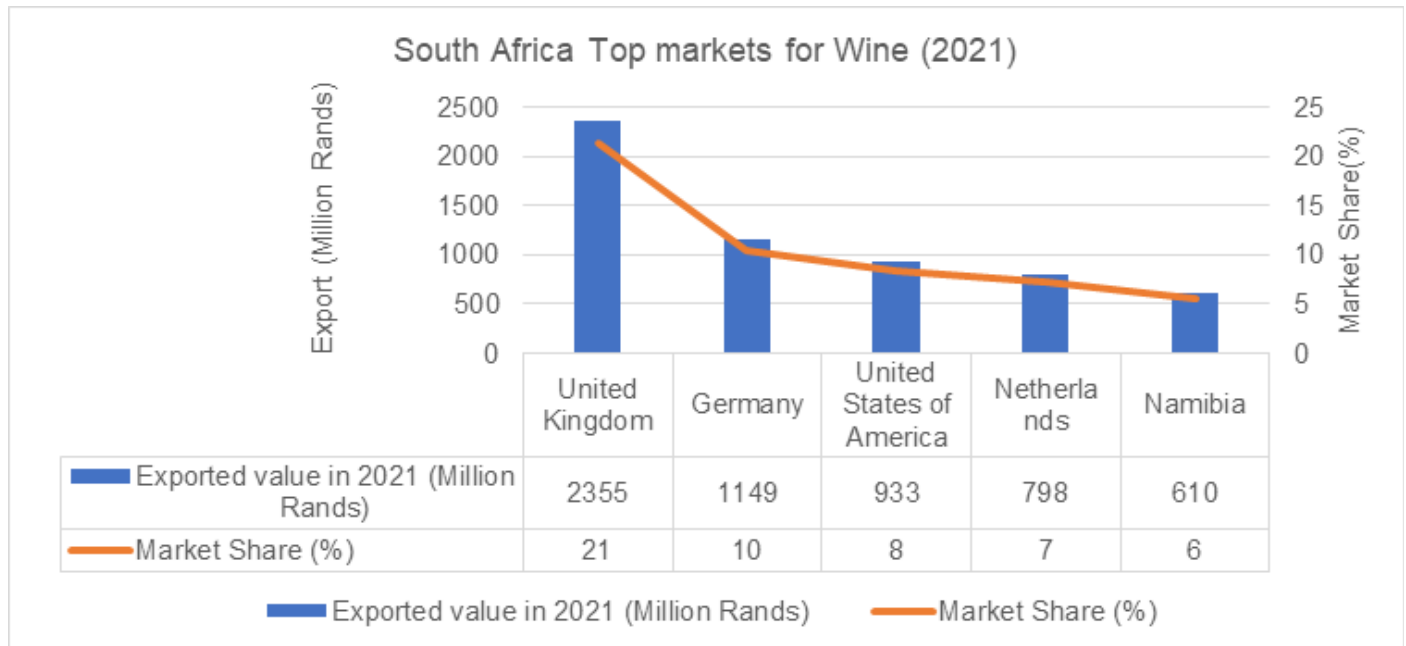 South Africa Top markets for Wine (2021)
Export (Million Rands)
2500
2000
1500
1000
500
0
25
20
15
10
5
0
Market Share(%)
United
Kingdom
Germany
United
States of
America
Netherla
nds
Namibia
Exported value in 2021 (Million
Rands)
2355
1149
933
798
610
Market Share (%)
21
10
8
7
6
Exported value in 2021 (Million Rands)
Market Share (%)